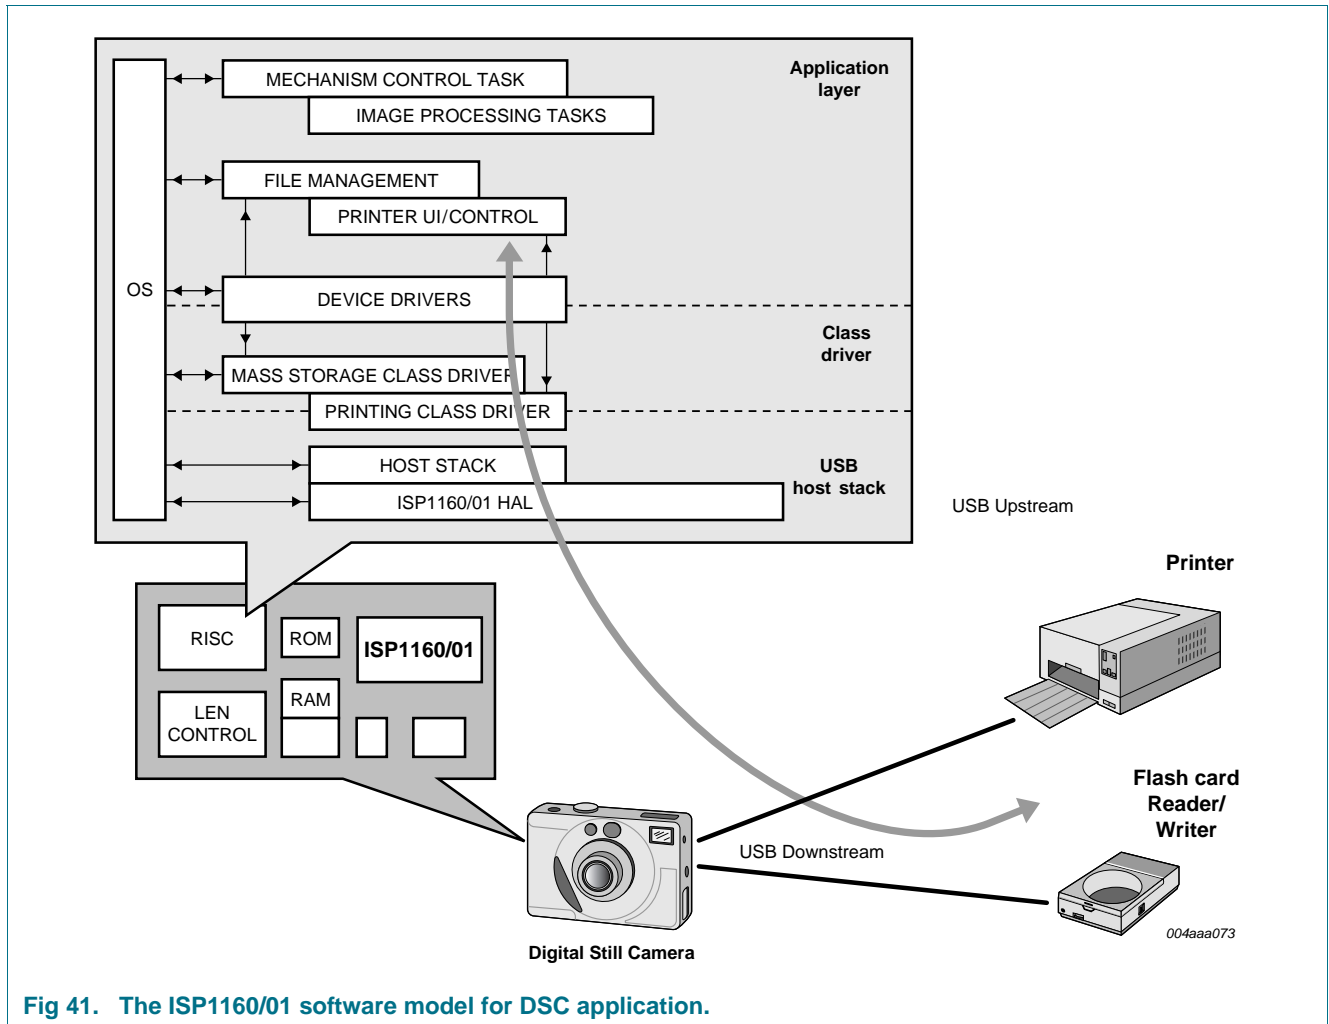 Application
layer
MECHANISM CONTROL TASK
IMAGE PROCESSING TASKS
FILE MANAGEMENT
PRINTER UI/CONTROL
OS
DEVICE DRIVERS
Class
driver
MASS STORAGE CLASS DRIVER
PRINTING CLASS DRIVER
HOST STACK
USB
host stack
ISP1160/01 HAL
USB Upstream
Printer
RISC
ROM
ISP1160/01
RAM
LEN
CONTROL
Flash card
Reader/
Writer
USB Downstream
004aaa073
Digital Still Camera
Fig 41. The ISP1160/01 software model for DSC application.